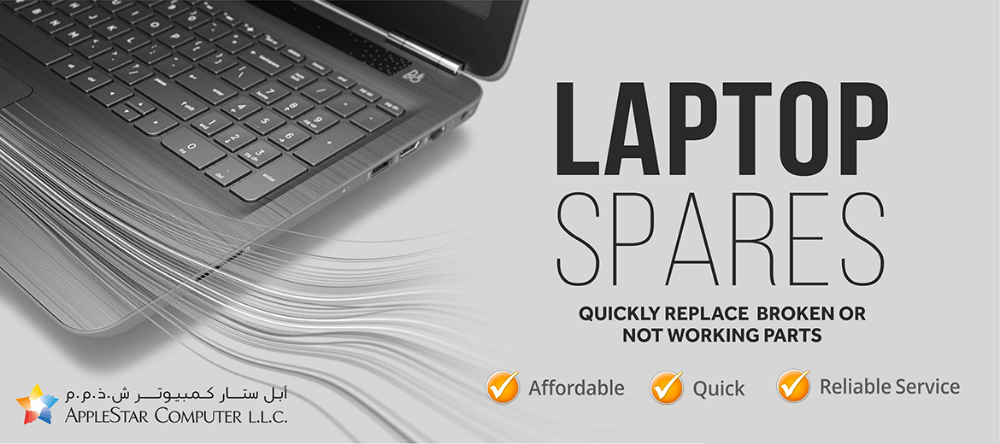 LAPTOP
SPARES
QUICKLY REPLACE BROKEN OR
NOT WORKING PARTS
Affordable
Quick
Reliable Service
أبل ستار كمبيوتر ش.ذ.م.م
APPLESTAR COMPUTER L.L.C.